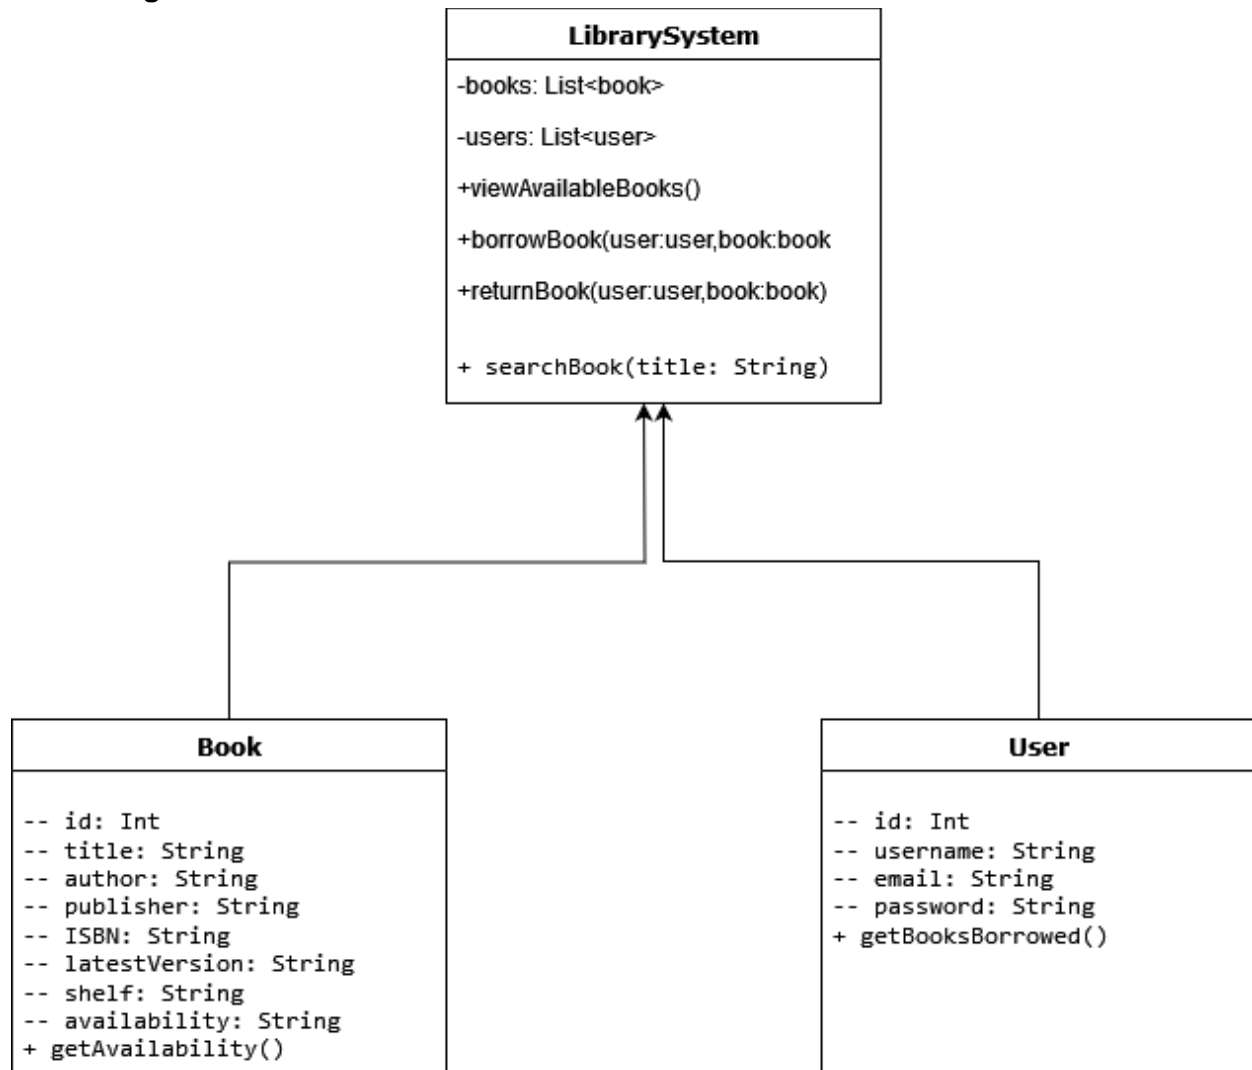 LibrarySystem
-books: List<book>
-users: List<user>
+viewAvailableBooks()
+borrowBook(user:user,book:book
+returnBook(user:user,book:book)
+ searchBook(title: String)
Book
-- id: Int
-- title: String
-- author: String
-- publisher: String
-- ISBN: String
-- latestVersion: String
-- shelf: String
-- availability: String
+ getAvailability()
User
-- id: Int
-- username: String
-- email: String
-- password: String
+ getBooksBorrowed()